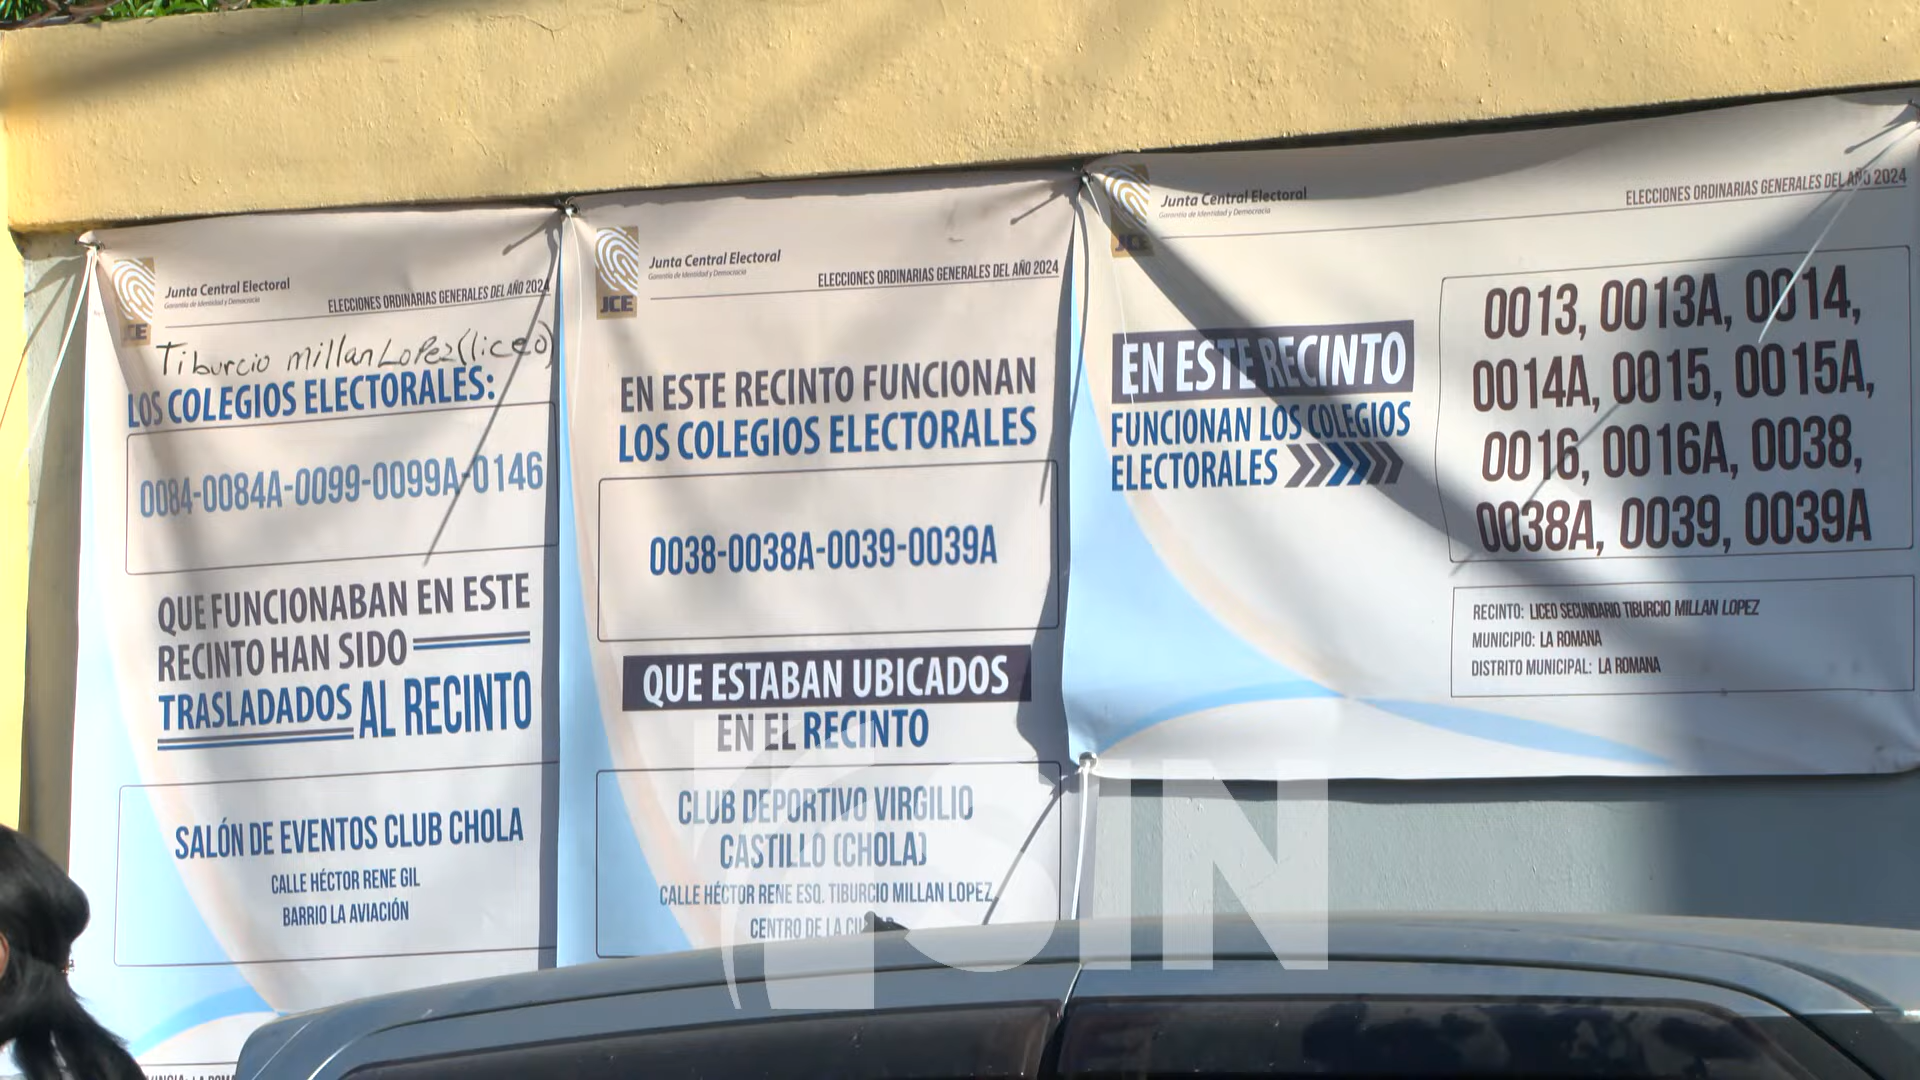 JCE
Junta Central Electoral
Garantía de Identidad y Democracia
ELECCIONES ORDINARIAS GENERALES DEL AÑO 2024
Tiburcio Millan Lopez (liceo)
LOS COLEGIOS ELECTORALES:
0084-0084A-0099-0099A-0146
QUE FUNCIONABAN EN ESTE
RECINTO HAN SIDO
TRASLADADOS AL RECINTO
SALÓN DE EVENTOS CLUB CHOLA
CALLE HÉCTOR RENE GIL
BARRIO LA AVIACIÓN
JCE
Junta Central Electoral
Garantía de Identidad y Democracia
ELECCIONES ORDINARIAS GENERALES DEL AÑO 2024
EN ESTE RECINTO FUNCIONAN
LOS COLEGIOS ELECTORALES
0038-0038A-0039-0039A
QUE ESTABAN UBICADOS
EN EL RECINTO
CLUB DEPORTIVO VIRGILIO
CASTILLO (CHOLA)
CALLE HÉCTOR RENE ESQ. TIBURCIO MILLAN LOPEZ,
CENTRO DE LA
JCE
Junta Central Electoral
Garantía de Identidad y Democracia
ELECCIONES ORDINARIAS GENERALES DEL AÑO 2024
EN ESTE RECINTO
FUNCIONAN LOS COLEGIOS
ELECTORALES
0013, 0013A, 0014,
0014A, 0015, 0015A,
0016, 0016A, 0038,
0038A, 0039, 0039A
RECINTO: LICEO SECUNDARIO TIBURCIO MILLAN LOPEZ
MUNICIPIO: LA ROMANA
DISTRITO MUNICIPAL: LA ROMANA
SIN